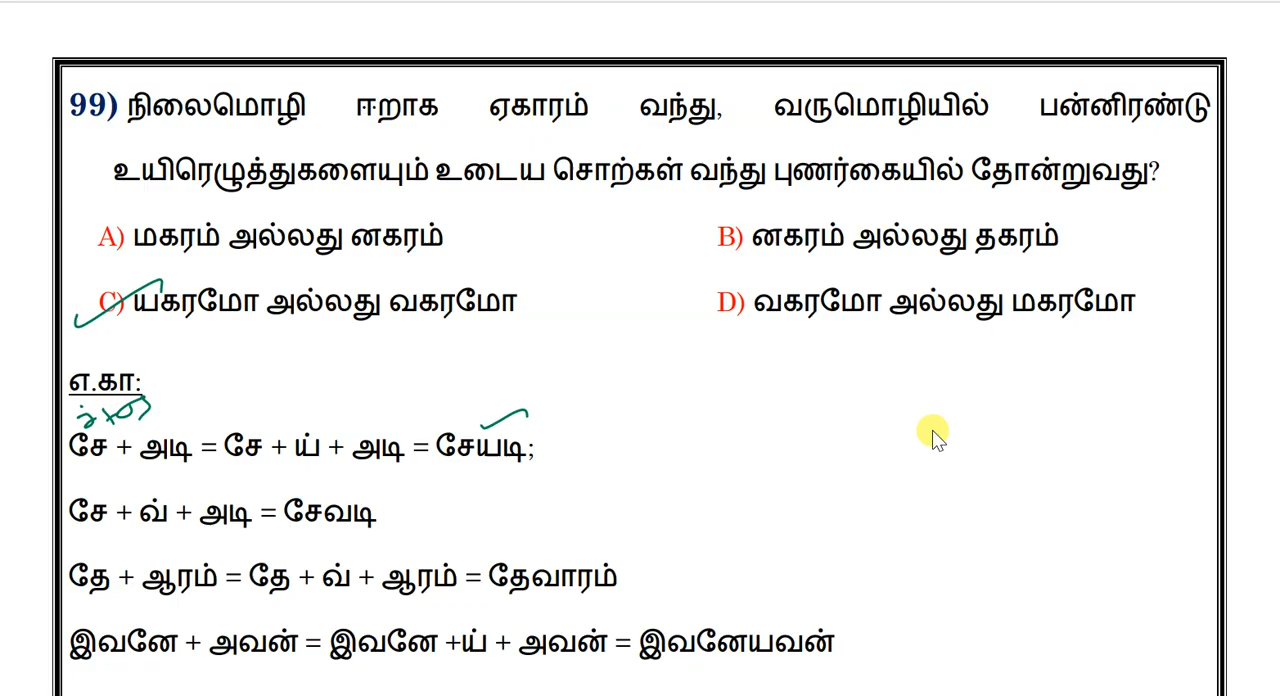 99) நிலைமொழி ஈறாக ஏகாரம் வந்து, வருமொழியில் பன்னிரண்டு
உயிரெழுத்துகளையும் உடைய சொற்கள் வந்து புணர்கையில் தோன்றுவது?
A) மகரம் அல்லது னகரம் B) னகரம் அல்லது தகரம்
C) யகரமோ அல்லது வகரமோ D) வகரமோ அல்லது மகரமோ
எ.கா:
சே + அடி = சே + ய் + அடி = சேயடி;
சே + வ் + அடி = சேவடி
தே + ஆரம் = தே + வ் + ஆரம் = தேவாரம்
இவனே + அவன் = இவனே +ய் + அவன் = இவனேயவன்